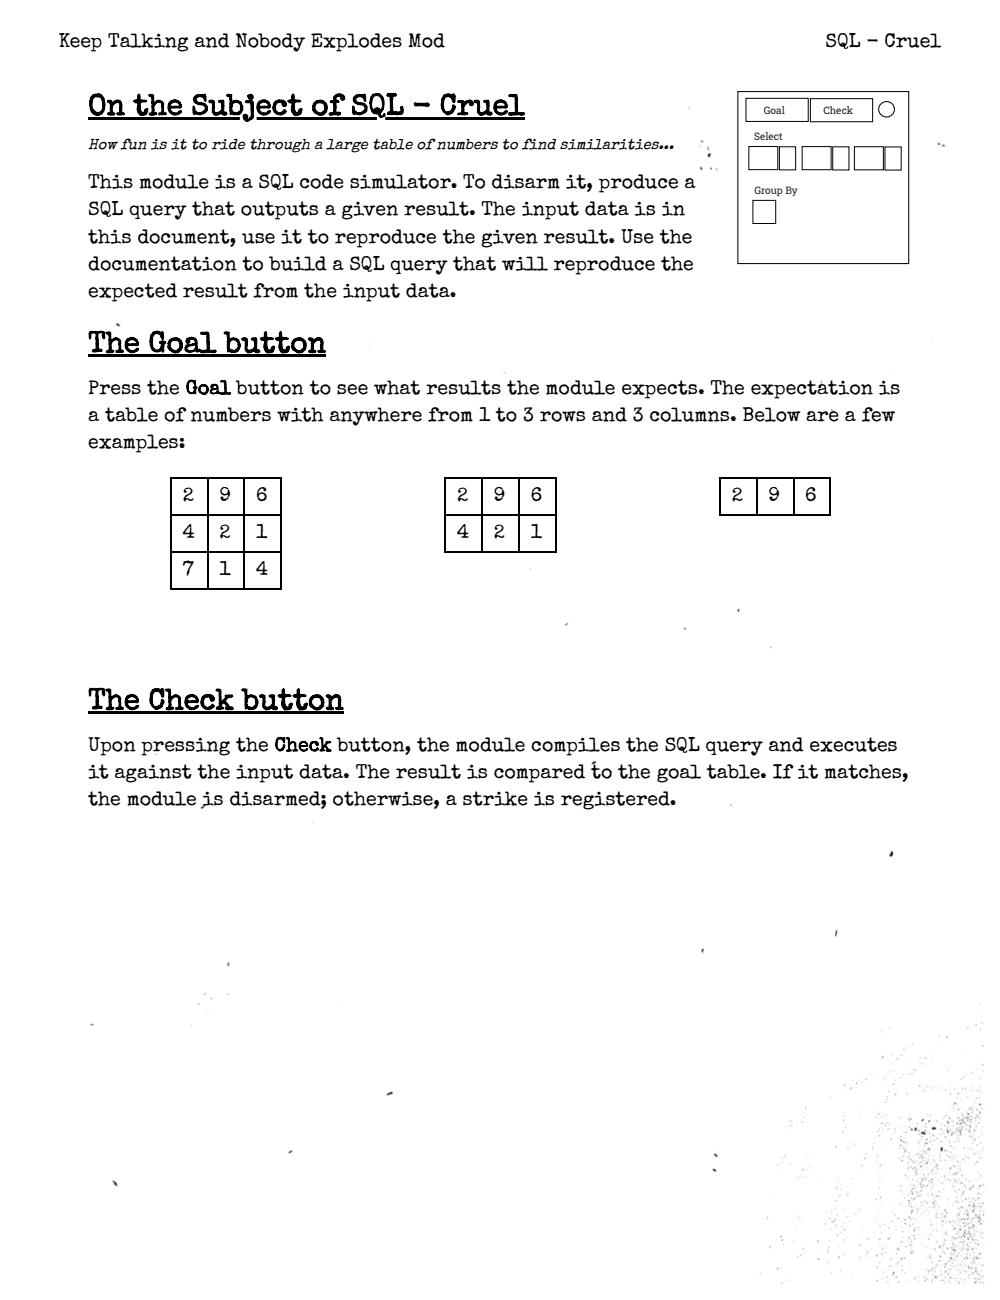 Keep Talking and Nobody Explodes Mod
SQL – Cruel
On the Subject of SQL – Cruel
How fun is it to ride through a large table of numbers to find similarities...
This module is a SQL code simulator. To disarm it, produce a
SQL query that outputs a given result. The input data is in
this document, use it to reproduce the given result. Use the
documentation to build a SQL query that will reproduce the
expected result from the input data.
Goal
Check
Select
Group By
The Goal button
Press the Goal button to see what results the module expects. The expectation is
a table of numbers with anywhere from 1 to 3 rows and 3 columns. Below are a few
examples:
2 9 6
4 2 1
7 1 4
2 9 6
4 2 1
2 9 6
The Check button
Upon pressing the Check button, the module compiles the SQL query and executes
it against the input data. The result is compared to the goal table. If it matches,
the module is disarmed; otherwise, a strike is registered.